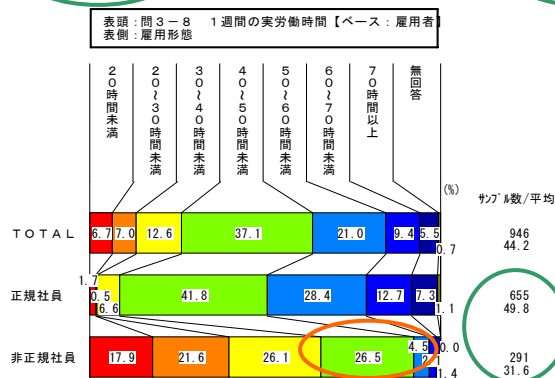 表頭：問３－８　１週間の実労働時間【ベース：雇用者】
表側：雇用形態
２０時間未満
２０～３０時間未満
３０～４０時間未満
４０～５０時間未満
５０～６０時間未満
６０～７０時間未満
７０時間以上
無回答
(%)
ｻﾝﾌﾟﾙ数/平均
ＴＯＴＡＬ
6.7 7.0 12.6 37.1 21.0 9.4 5.5
0.7
946
44.2
正規社員
1.7
0.5
6.6
41.8 28.4 12.7 7.3
1.1
655
49.8
非正規社員
17.9 21.6 26.1 26.5 4.5
0.0
1.4
291
31.6